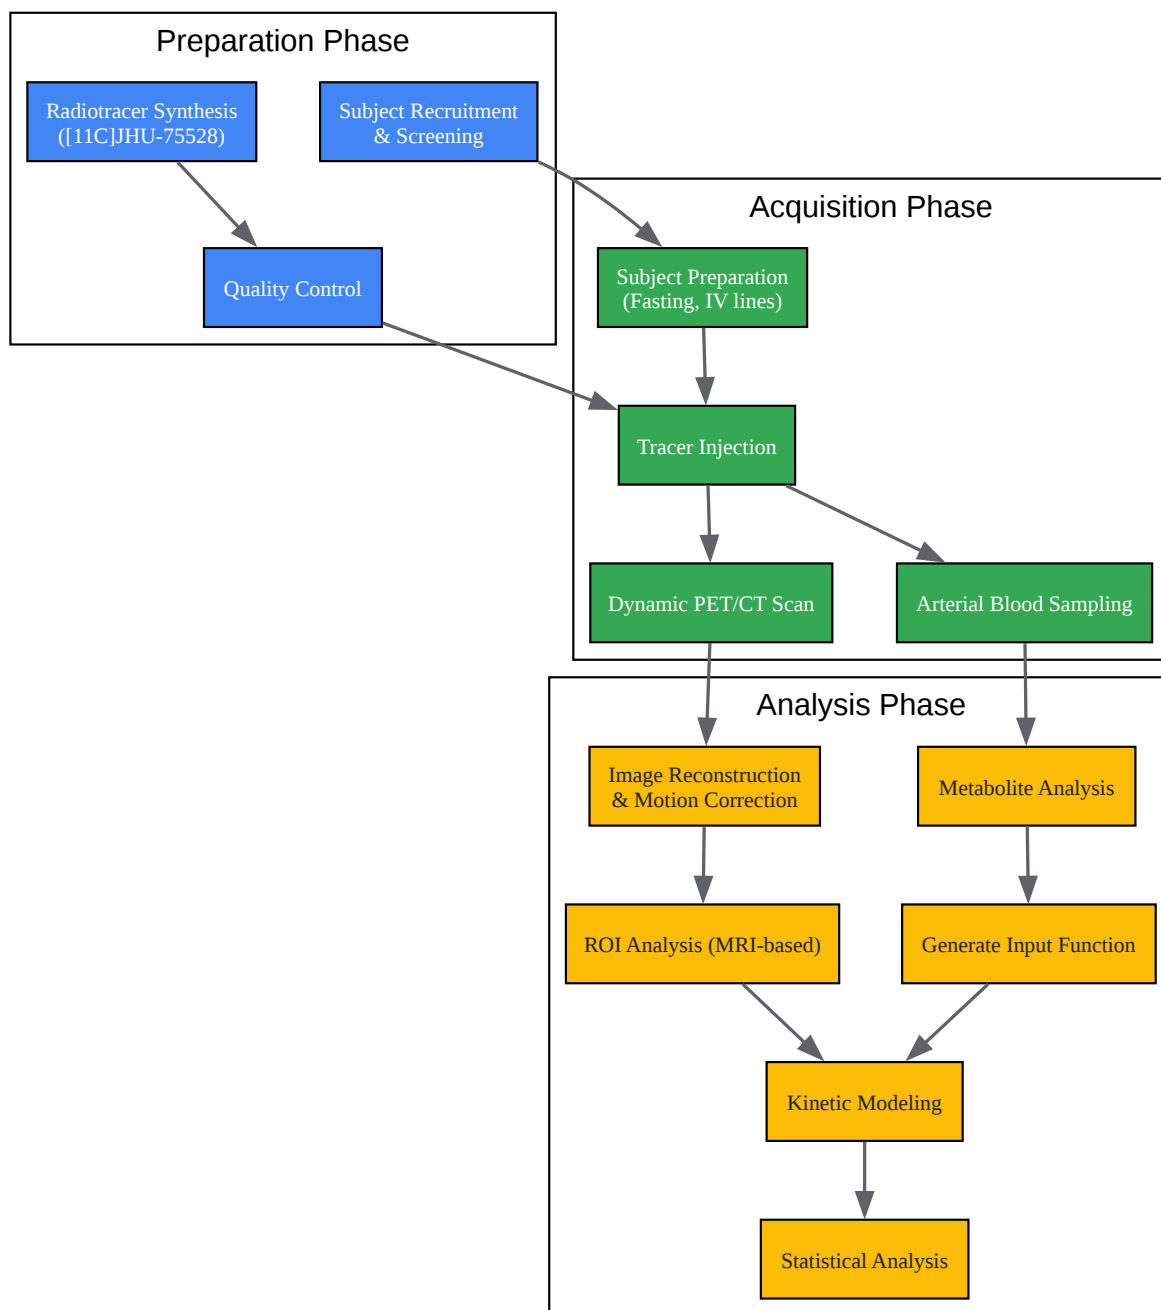 Preparation Phase
Radiotracer Synthesis
([11C]JHU-75528)
Subject Recruitment
& Screening
Quality Control
Acquisition Phase
Subject Preparation
(Fasting, IV lines)
Tracer Injection
Dynamic PET/CT Scan
Arterial Blood Sampling
Analysis Phase
Image Reconstruction
& Motion Correction
Metabolite Analysis
ROI Analysis (MRI-based)
Generate Input Function
Kinetic Modeling
Statistical Analysis